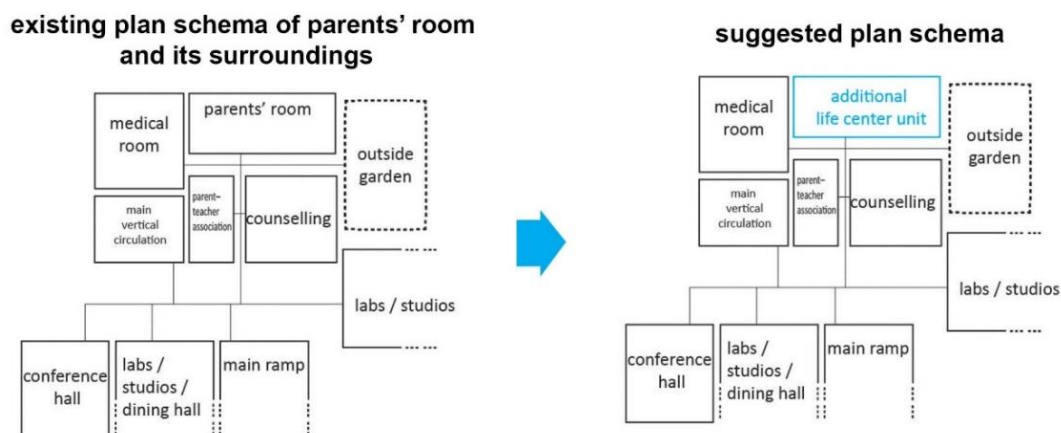 existing plan schema of parents’ room
and its surroundings
medical
room
parents’ room
outside
garden
main
vertical
circulation
parent–
teacher
association
counselling
labs / studios
conference
hall
labs /
studios /
dining hall
main ramp
suggested plan schema
medical
room
additional
life center unit
outside
garden
main
vertical
circulation
parent–
teacher
association
counselling
labs / studios
conference
hall
labs /
studios /
dining hall
main ramp